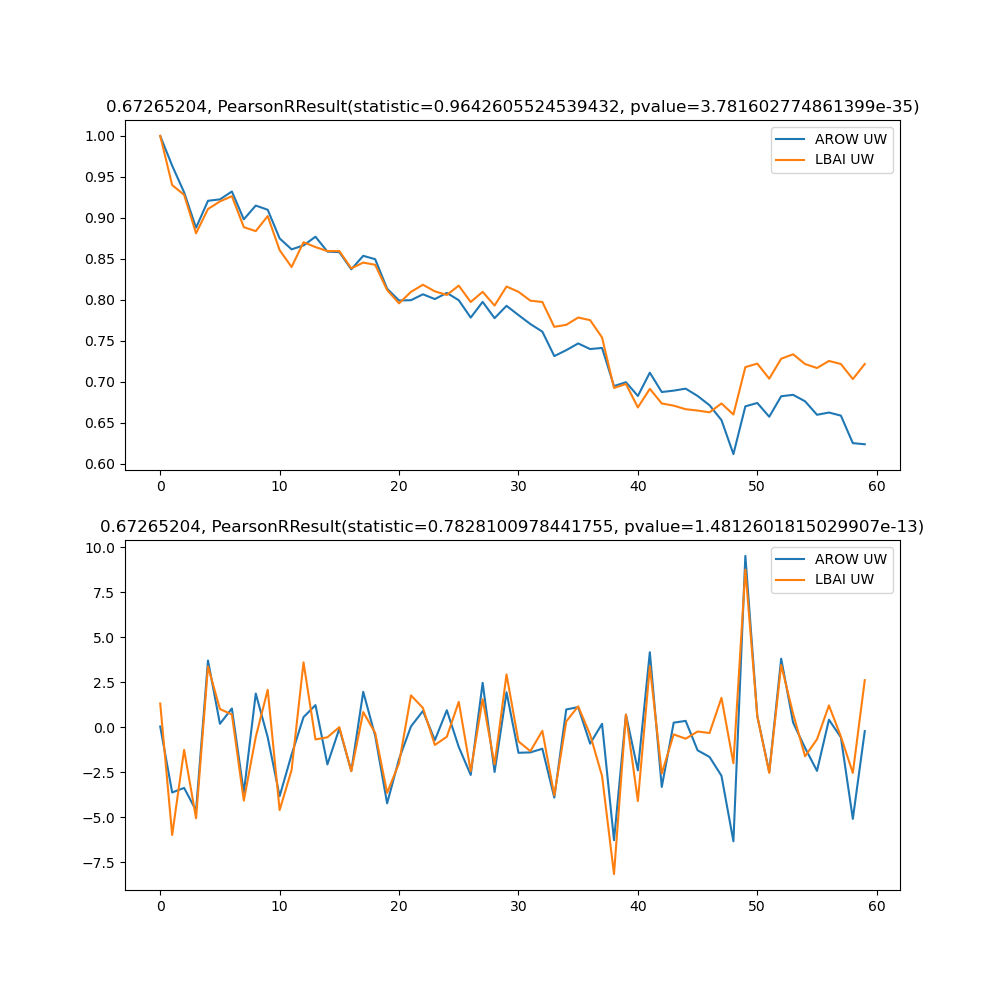 0.67265204, PearsonRResult(statistic=0.9642605524539432, pvalue=3.781602774861399e-35)
AROW UW
LBAI UW
1.00
0.95
0.90
0.85
0.80
0.75
0.70
0.65
0.60
0 10 20 30 40 50 60
0.67265204, PearsonRResult(statistic=0.7828100978441755, pvalue=1.4812601815029907e-13)
AROW UW
LBAI UW
10.0
7.5
5.0
2.5
0.0
−2.5
−5.0
−7.5
0 10 20 30 40 50 60